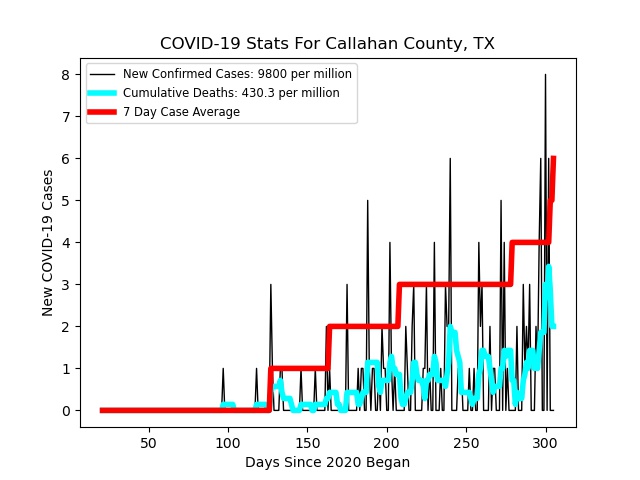 COVID-19 Stats For Callahan County, TX
New Confirmed Cases: 9800 per million
Cumulative Deaths: 430.3 per million
7 Day Case Average
New COVID-19 Cases
8
7
6
5
4
3
2
1
0
50 100 150 200 250 300
Days Since 2020 Began